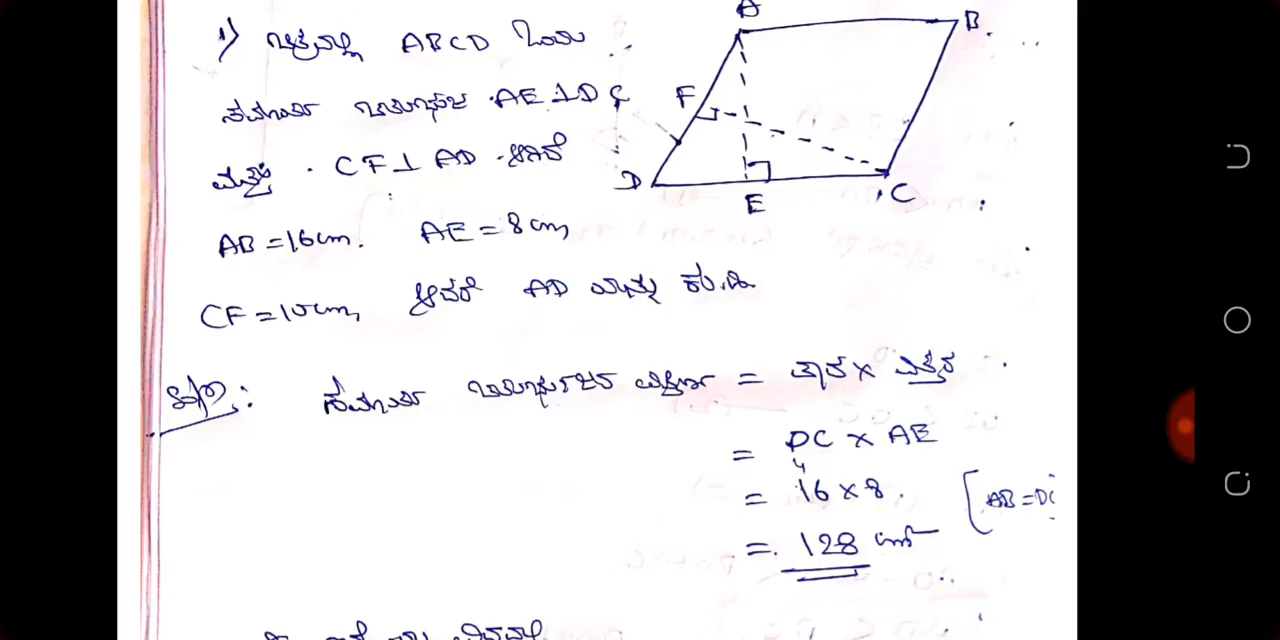 1) ಚಿತ್ರದಲ್ಲಿ ABCD ಒಂದು
ಸಮಾಂತರ ಚತುರ್ಭುಜ. AE⊥DC
ಮತ್ತು. CF⊥ AD. ಆಗಿದೆ
AB = 16cm. AE = 8cm,
CF = 10cm, ಆದರೆ AD ಯನ್ನು ಕಂ.ಹಿ.
A
B.
F
D
E
C
ಸಮಾಂತರ ಚತುರ್ಭುಜದ ವಿಸ್ತೀರ್ಣ = ಪಾದ × ಎತ್ತರ
= DC × AE
= 16 × 8. [AB = DC
=. 128 cm²